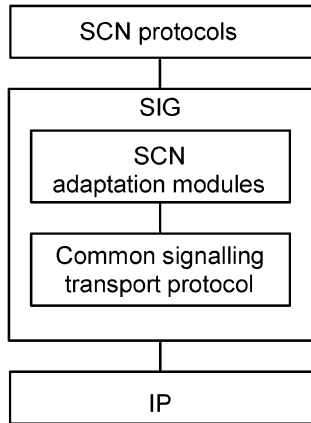 SCN protocols
SIG
SCN
adaptation modules
Common signalling
transport protocol
IP